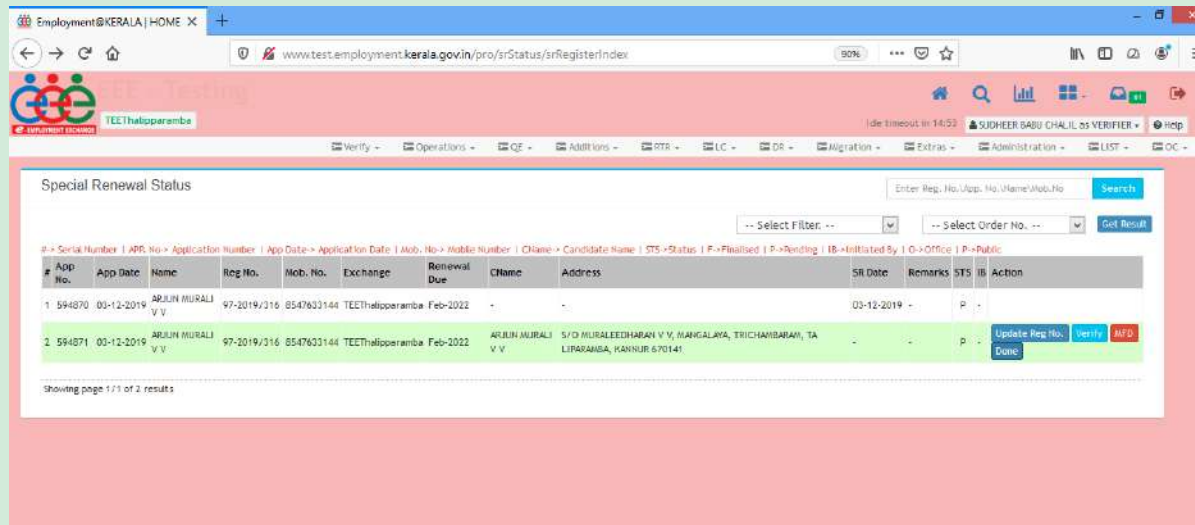 Employment@KERALA | HOME
www.test.employment.kerala.gov.in/pro/srStatus/srRegisterIndex
90%
EEE - Testing
e-EMPLOYMENT EXCHANGE
TEEThalipparamba
Idle timeout in 14:53
SUDHEER BABU CHALIL as VERIFIER
Help
Verify Operations QE Additions RTR LC DR Migration Extras Administration LIST OC
Special Renewal Status
Enter Reg. No./App. No./Name/Mob.No Search
-- Select Filter. -- -- Select Order No. -- Get Result
#-> Serial Number | APP. No-> Application Number | App Date-> Application Date | Mob. No-> Mobile Number | CName-> Candidate Name | STS->Status | F->Finalised | P->Pending | IB->Initiated By | O->Office | P->Public
# App No. App Date Name Reg No. Mob. No. Exchange Renewal Due CName Address SR Date Remarks STS IB Action
1 594870 03-12-2019 ARJUN MURALI V V 97-2019/316 8547633144 TEEThalipparamba Feb-2022 - - 03-12-2019 - P -
2 594871 03-12-2019 ARJUN MURALI V V 97-2019/316 8547633144 TEEThalipparamba Feb-2022 ARJUN MURALI V V S/O MURALEEDHARAN V V, MANGALAYA, TRICHAMBARAM, TALIPARAMBA, KANNUR 670141 - - P - Update Reg No. Verify MFD Done
Showing page 1/1 of 2 results